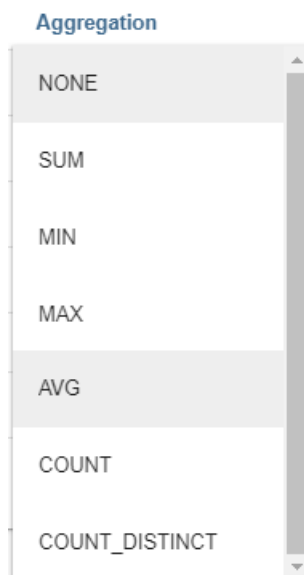 Aggregation
NONE
SUM
MIN
MAX
AVG
COUNT
COUNT_DISTINCT